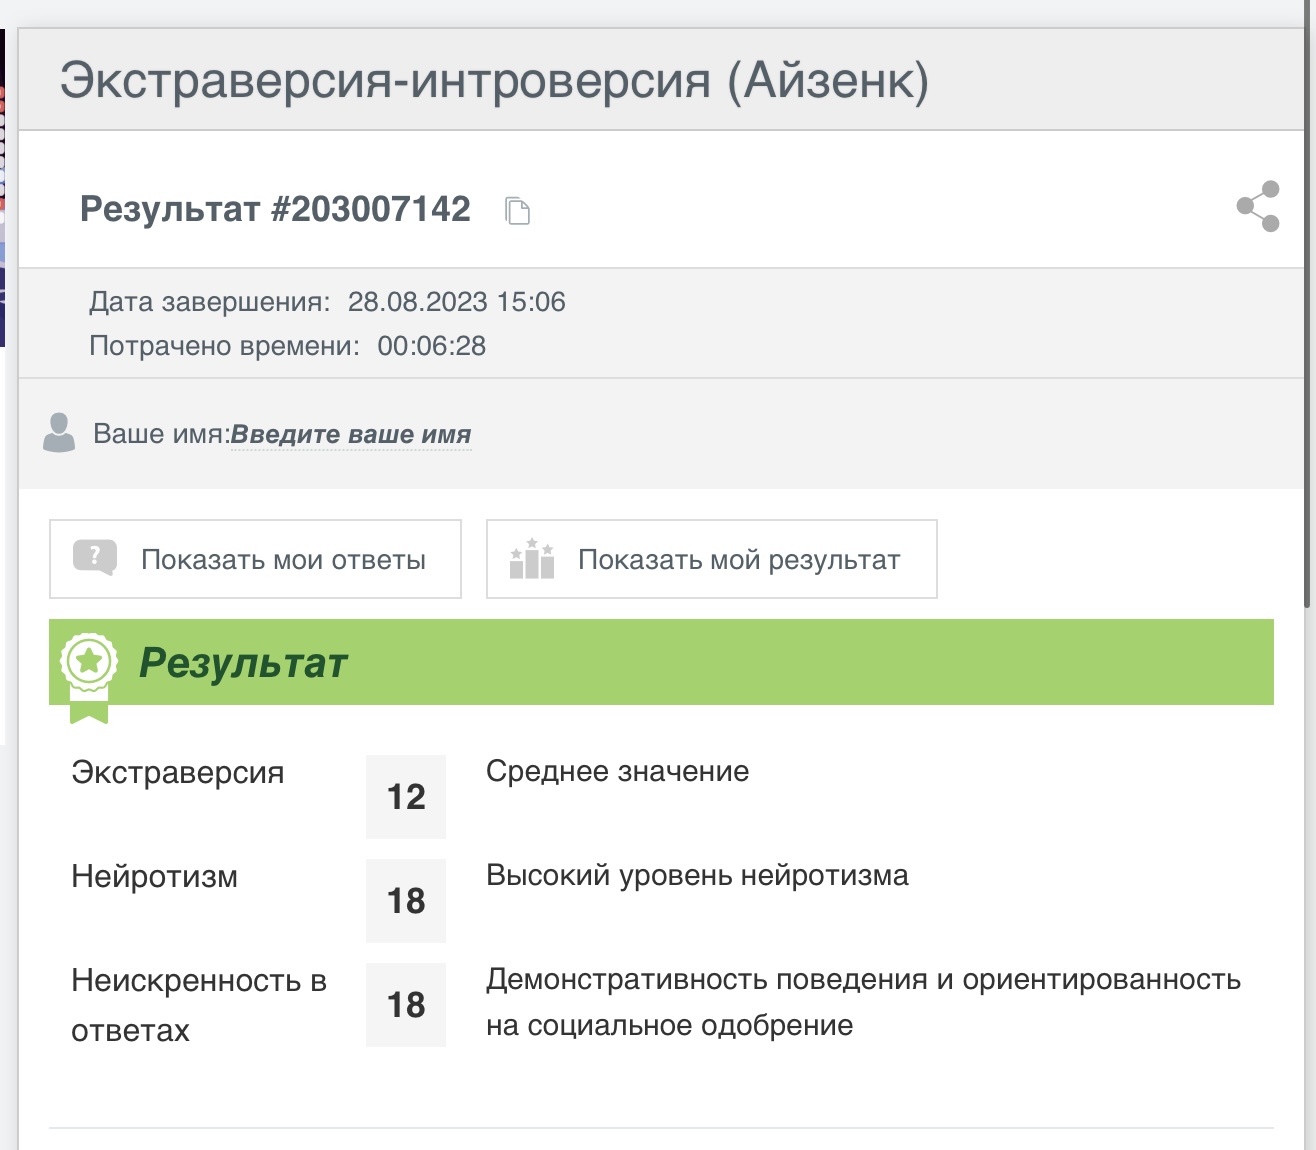 Экстраверсия-интроверсия (Айзенк)
Результат #203007142
Дата завершения: 28.08.2023 15:06
Потрачено времени: 00:06:28
Ваше имя:Введите ваше имя
? Показать мои ответы
Показать мой результат
Результат
Экстраверсия 12 Среднее значение
Нейротизм 18 Высокий уровень нейротизма
Неискренность в ответах 18 Демонстративность поведения и ориентированность
на социальное одобрение